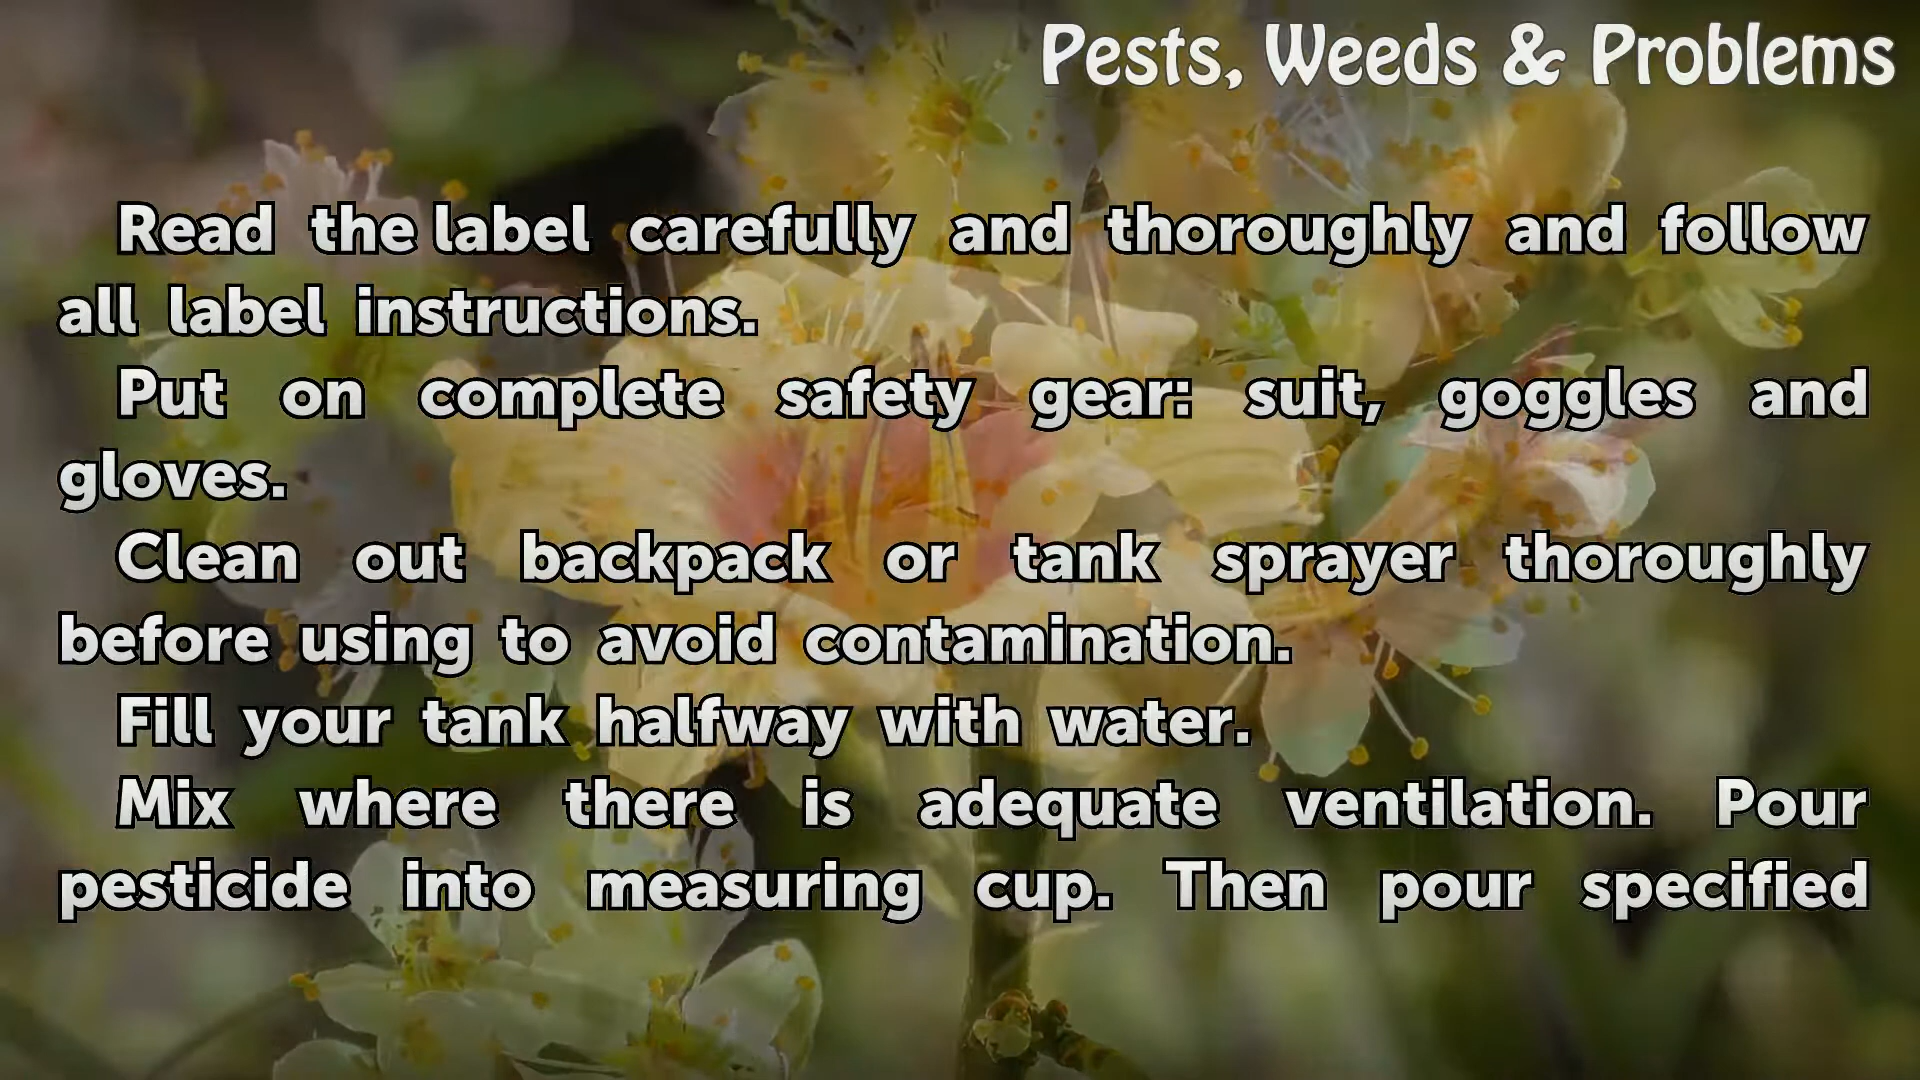 Pests, Weeds & Problems
Read the label carefully and thoroughly and follow
all label instructions.
Put on complete safety gear: suit, goggles and
gloves.
Clean out backpack or tank sprayer thoroughly
before using to avoid contamination.
Fill your tank halfway with water.
Mix where there is adequate ventilation. Pour
pesticide into measuring cup. Then pour specified